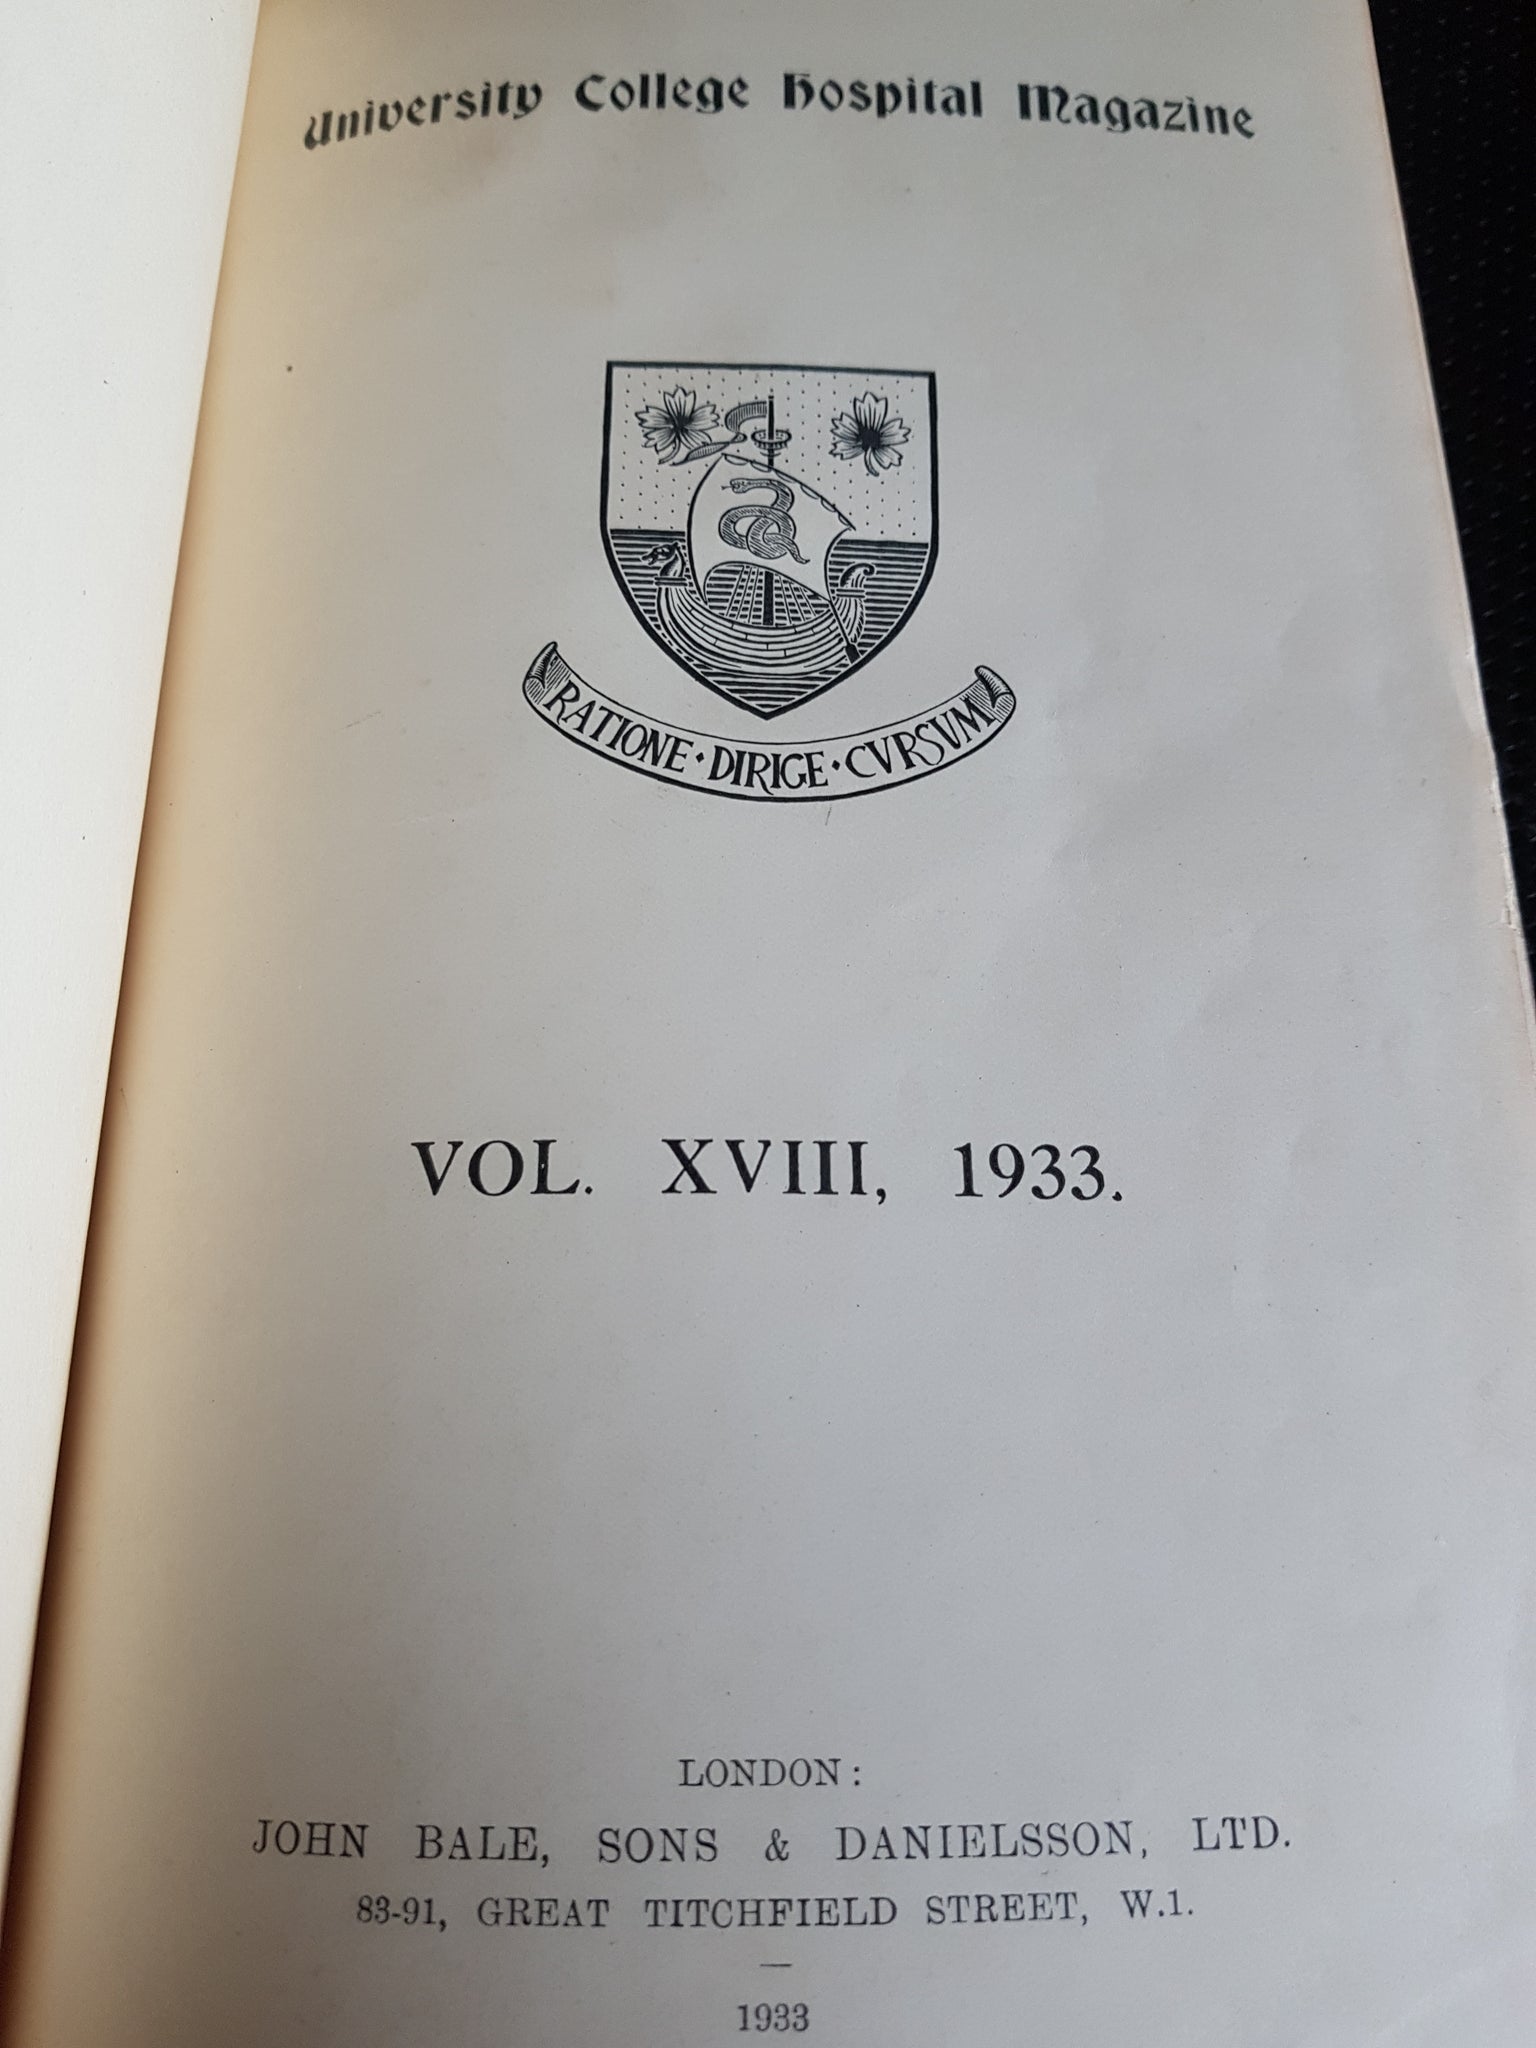 University College Hospital Magazine
RATIONE · DIRIGE · CVRSVM
VOL. XVIII, 1933.
LONDON:
JOHN BALE, SONS & DANIELSSON, LTD.
83-91, GREAT TITCHFIELD STREET, W.1.
1933